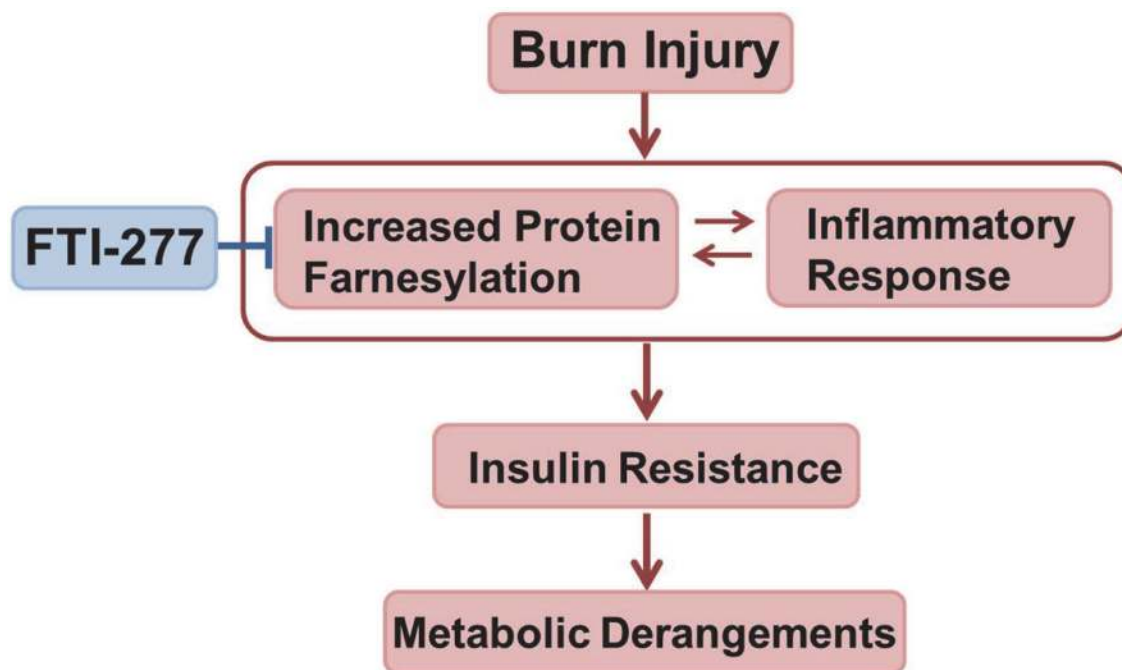 Burn Injury
FTI-277
Increased Protein
Farnesylation
Inflammatory
Response
Insulin Resistance
Metabolic Derangements